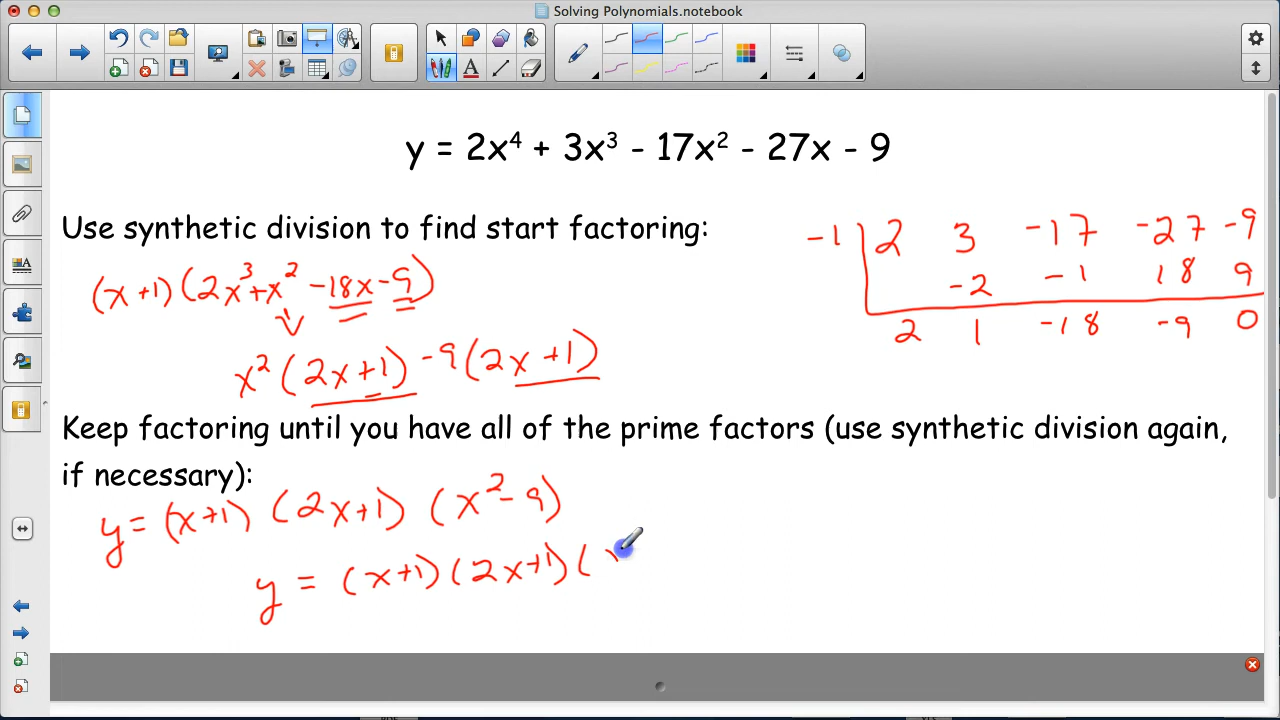 Solving Polynomials.notebook
y = 2x⁴ + 3x³ - 17x² - 27x - 9
Use synthetic division to find start factoring:
-1 | 2 3 -17 -27 -9
-2 -1 18 9
2 1 -18 -9 0
(x+1)(2x³+x²-18x-9)
x²(2x+1)-9(2x+1)
Keep factoring until you have all of the prime factors (use synthetic division again,
if necessary):
y=(x+1) (2x+1) (x²-9)
y = (x+1)(2x+1)(